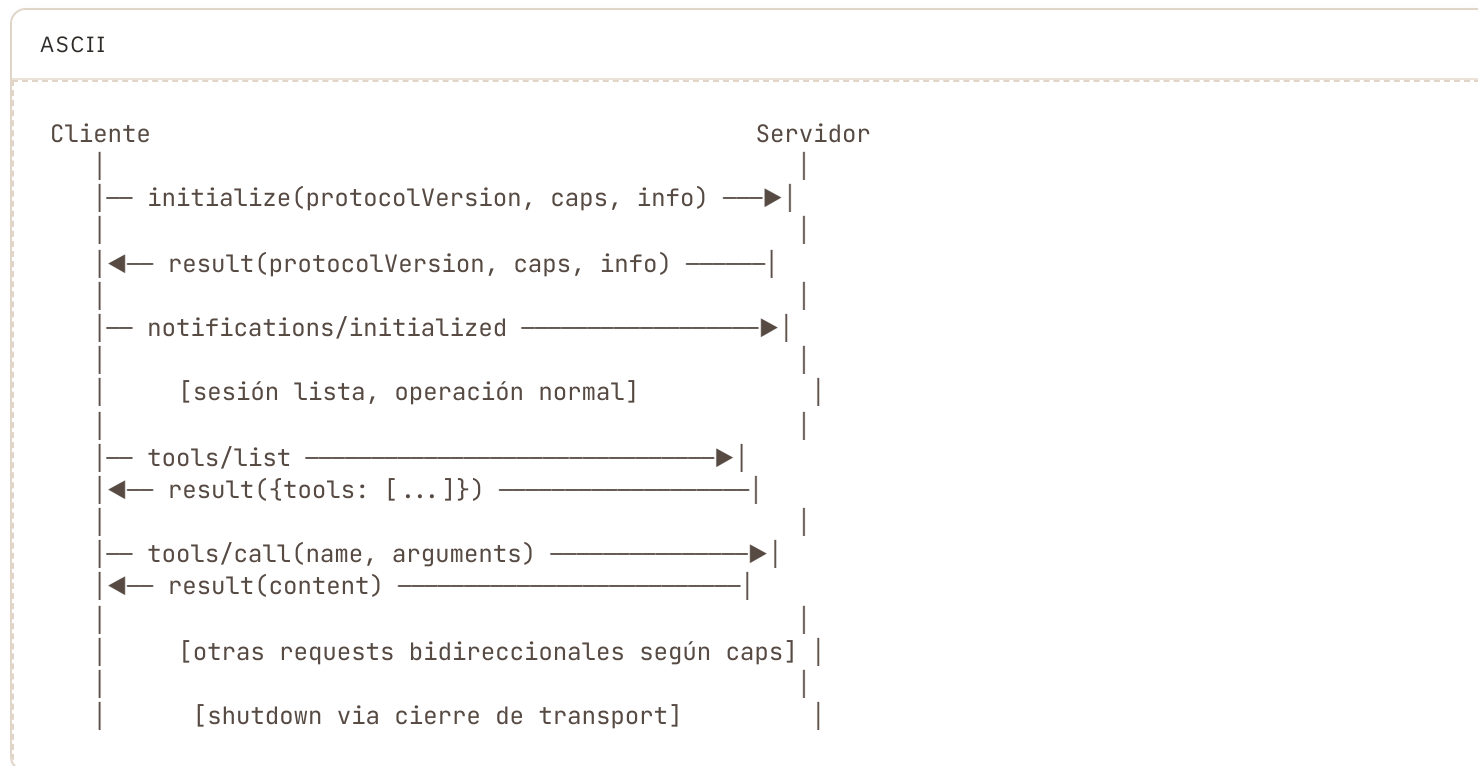 ASCII
Cliente                                                 Servidor
   │                                                        │
   │── initialize(protocolVersion, caps, info) ───▶│
   │                                                        │
   │◀── result(protocolVersion, caps, info) ──────│
   │                                                        │
   │── notifications/initialized ──────────────────▶│
   │                                                        │
   │     [sesión lista, operación normal]             │
   │                                                        │
   │── tools/list ───────────────────────────────▶│
   │◀── result({tools: [...]}) ───────────────────│
   │                                                        │
   │── tools/call(name, arguments) ───────────────▶│
   │◀── result(content) ──────────────────────────│
   │                                                        │
   │     [otras requests bidireccionales según caps] │
   │                                                        │
   │      [shutdown via cierre de transport]          │